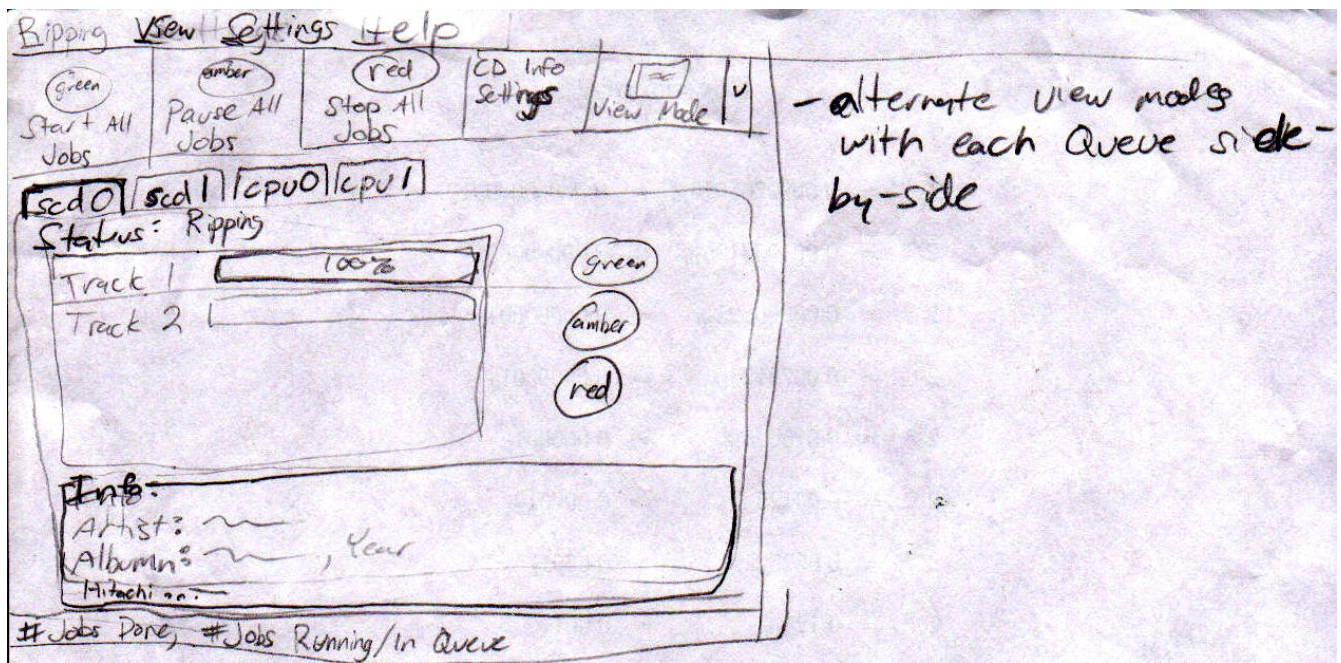 Ripping View Settings Help
green
Start All
Jobs
amber
Pause All
Jobs
red
Stop All
Jobs
CD Info
Settings
View Mode
v
scd0 scd1 cpu0 cpu1
Status: Ripping
Track 1 100%
Track 2
green
amber
red
Info:
Artist:
Albumn: , Year
Hitachi ...
#Jobs Done, #Jobs Running/In Queue
- alternate view modes
with each Queue side-
by-side